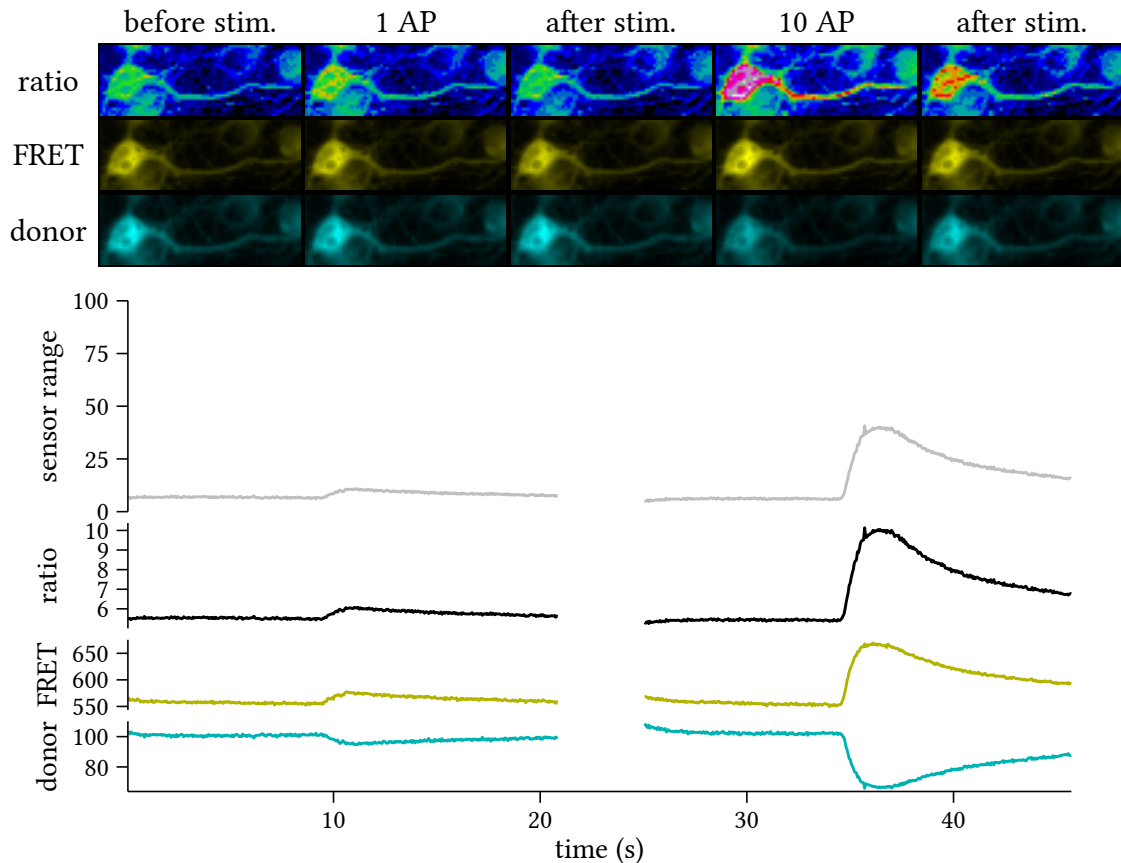 before stim. 1 AP after stim. 10 AP after stim.
ratio
FRET
donor
sensor range
100
75
50
25
0
ratio
10
9
8
7
6
FRET
650
600
550
donor
100
80
10 20 30 40
time (s)